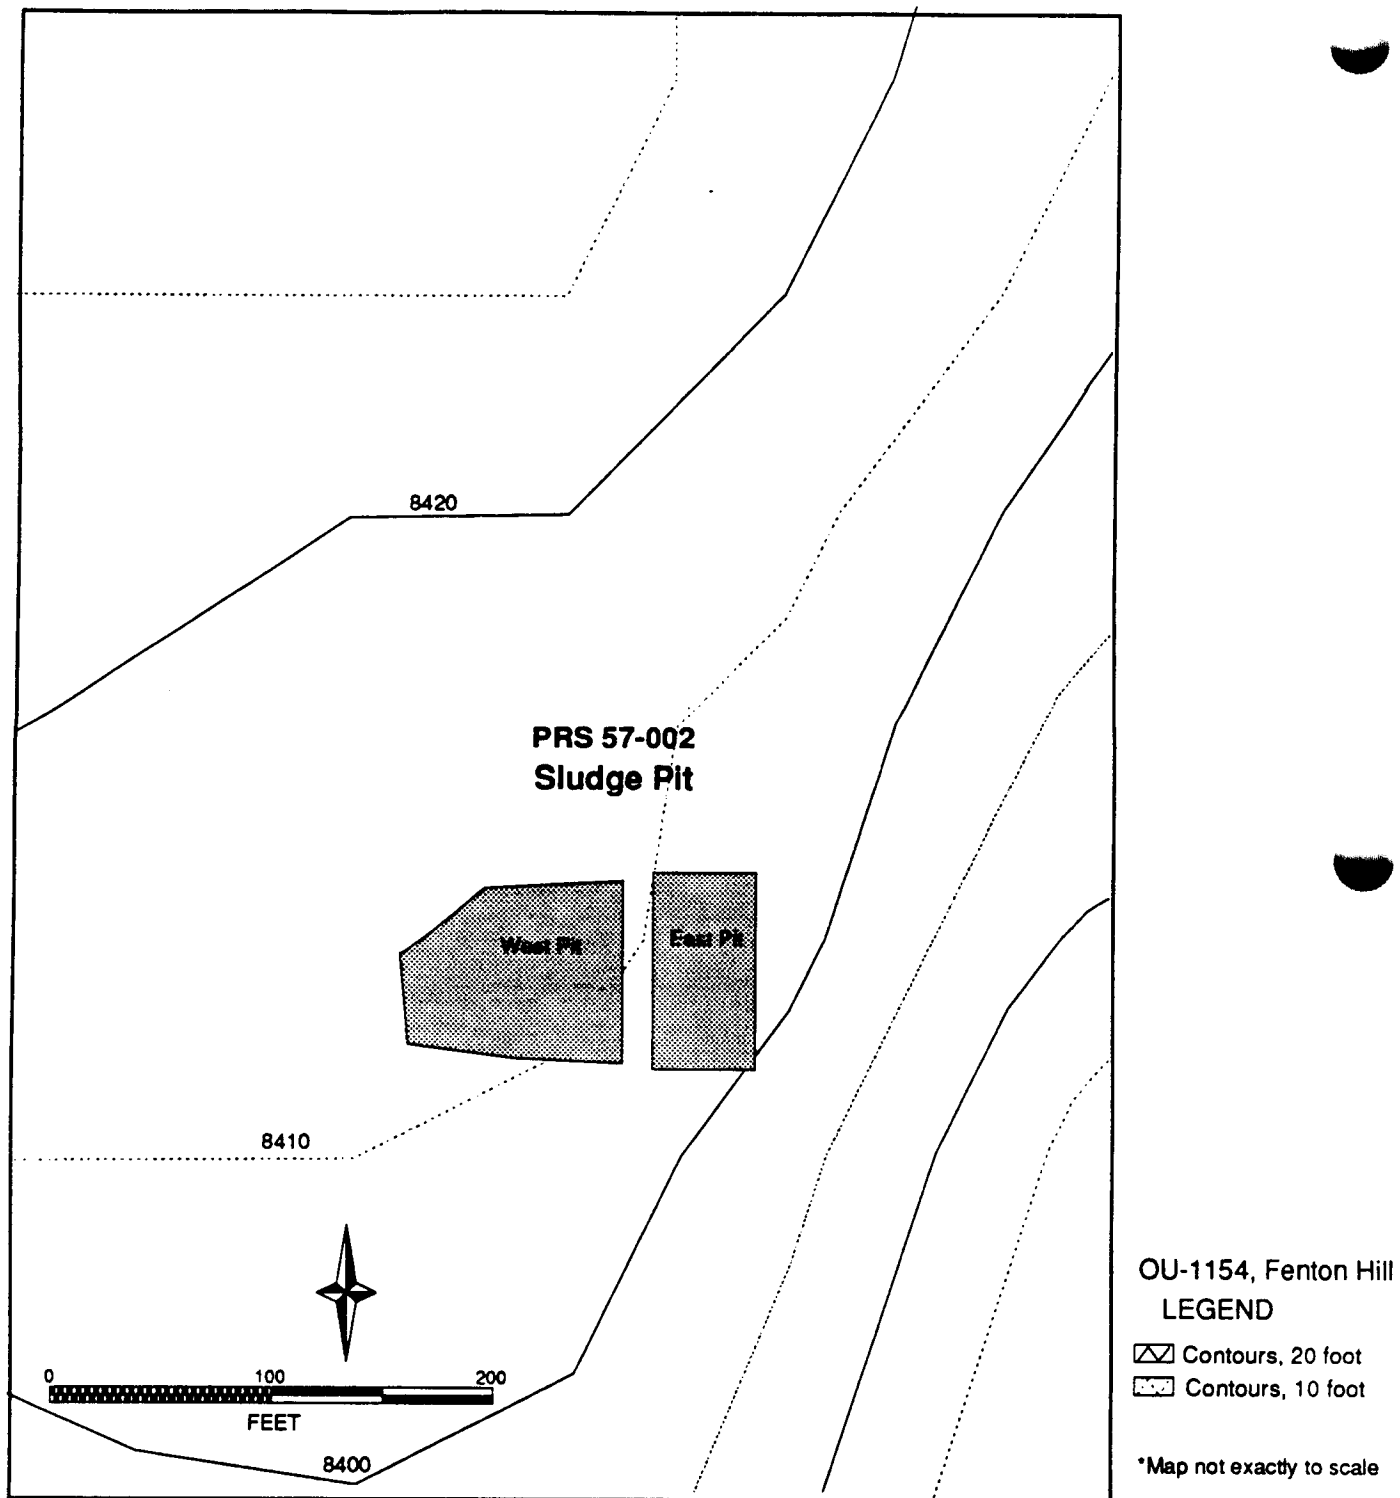 8420
PRS 57-002
Sludge Pit
West Pit
East Pit
8410
0 100 200
FEET
8400
OU-1154, Fenton Hill
LEGEND
Contours, 20 foot
Contours, 10 foot
*Map not exactly to scale